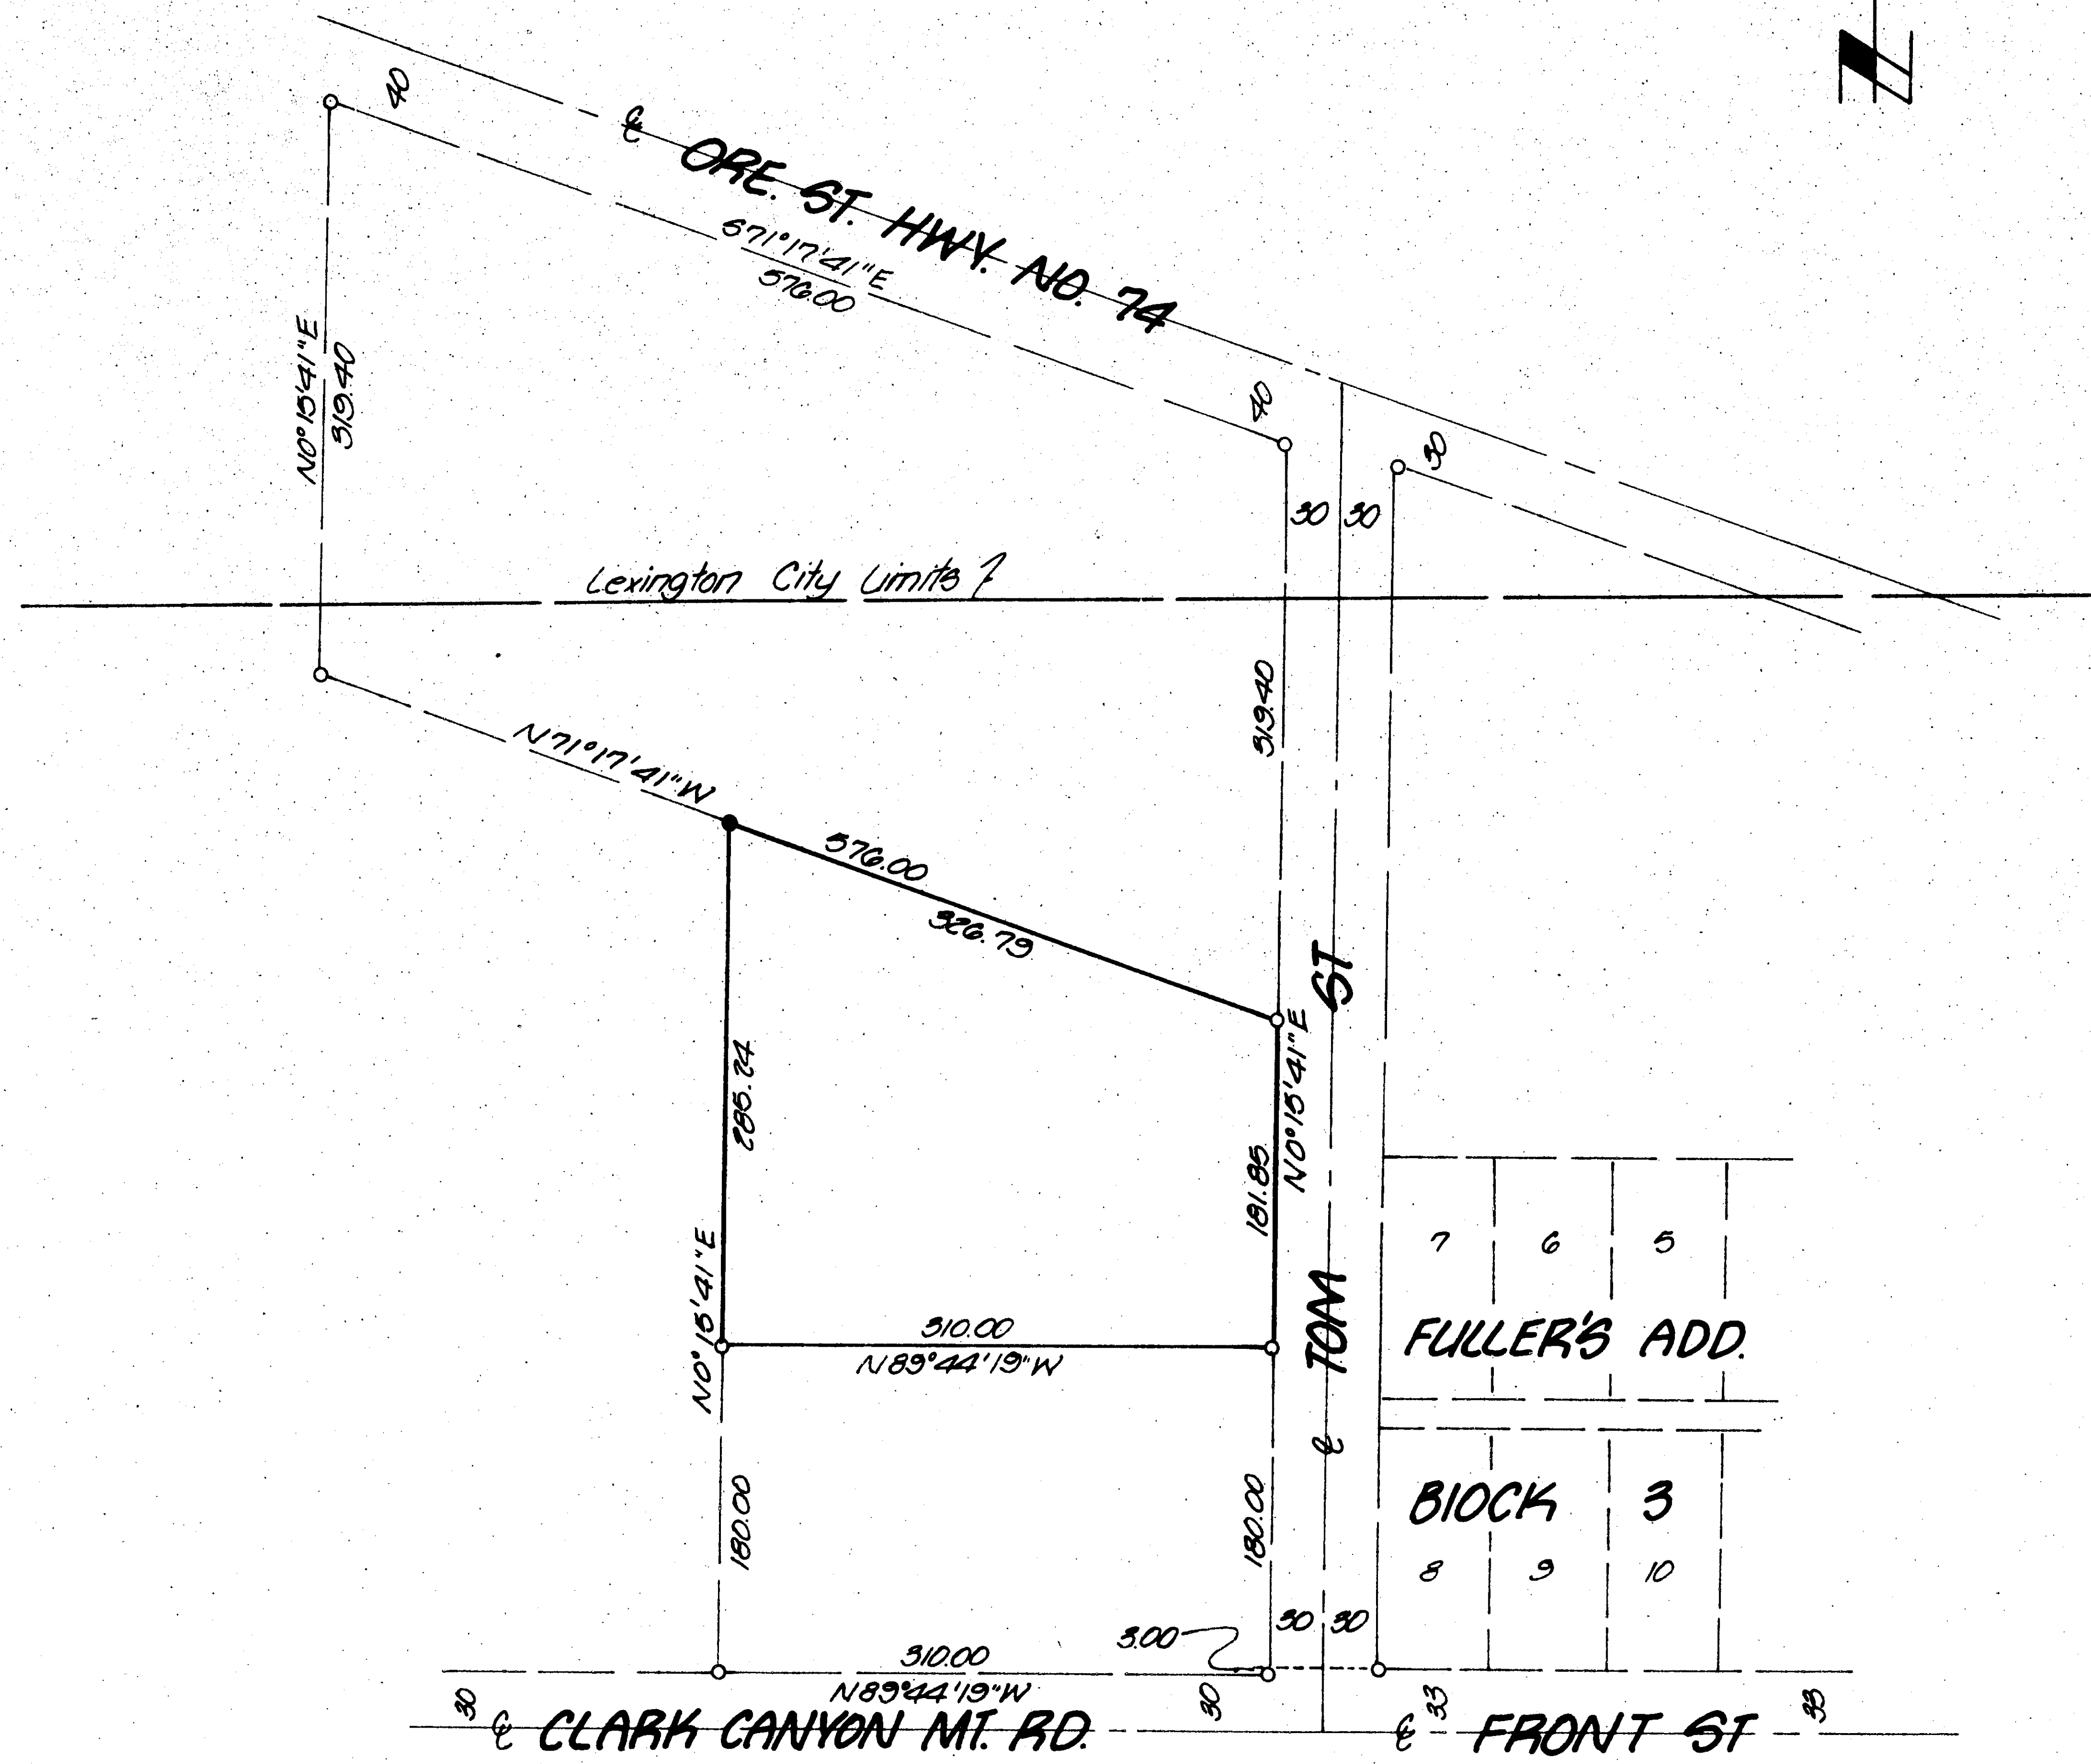 40
℄ ORE. ST. HWY. NO. 74
S71°17'41"E
576.00
N0°15'41"E
319.40
40
30
30 30
Lexington City Limits
319.40
N71°17'41"W
576.00
326.79
ST
N0°15'41"E
285.24
181.85
7 6 5
N0°15'41"E
310.00
N89°44'19"W
TOM
FULLER'S ADD.
℄
BLOCK 3
180.00
180.00
8 9 10
30 30
3.00
310.00
N89°44'19"W
30
30
33
33
℄ CLARK CANYON MT. RD.
℄ FRONT ST